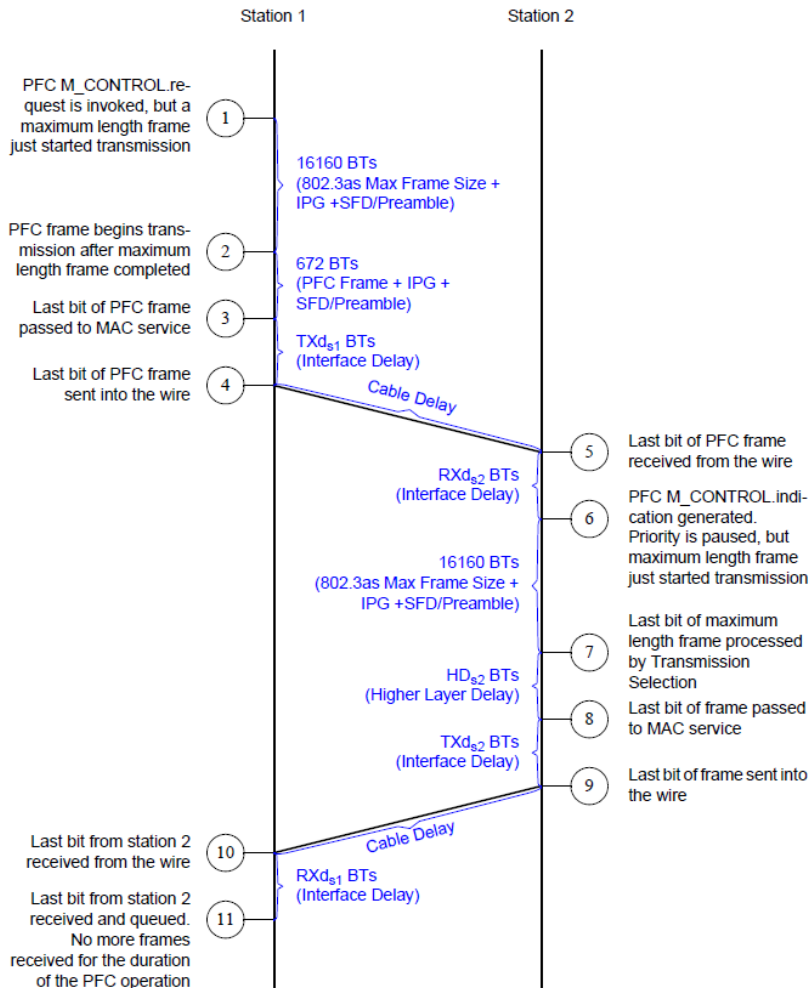 Station 1
Station 2
PFC M_CONTROL.re-
quest is invoked, but a
maximum length frame
just started transmission
1
16160 BTs
(802.3as Max Frame Size +
IPG +SFD/Preamble)
PFC frame begins trans-
mission after maximum
length frame completed
2
672 BTs
(PFC Frame + IPG +
SFD/Preamble)
Last bit of PFC frame
passed to MAC service
3
TXds1 BTs
(Interface Delay)
Last bit of PFC frame
sent into the wire
4
Cable Delay
5
Last bit of PFC frame
received from the wire
RXds2 BTs
(Interface Delay)
6
PFC M_CONTROL.indi-
cation generated.
Priority is paused, but
maximum length frame
just started transmission
16160 BTs
(802.3as Max Frame Size +
IPG +SFD/Preamble)
7
Last bit of maximum
length frame processed
by Transmission
Selection
HDs2 BTs
(Higher Layer Delay)
8
Last bit of frame passed
to MAC service
TXds2 BTs
(Interface Delay)
9
Last bit of frame sent into
the wire
Cable Delay
Last bit from station 2
received from the wire
10
RXds1 BTs
(Interface Delay)
Last bit from station 2
received and queued.
No more frames
received for the duration
of the PFC operation
11